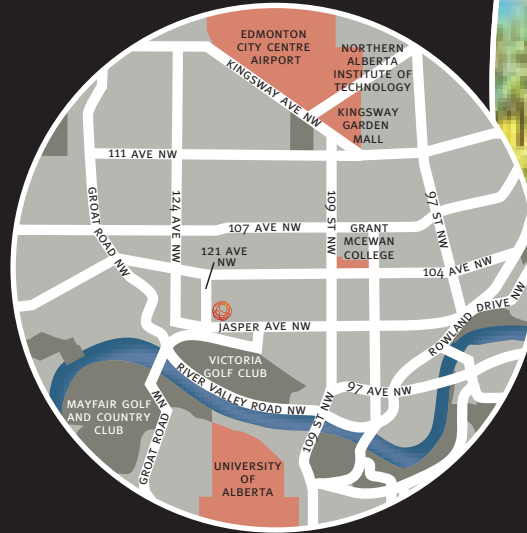 EDMONTON
CITY CENTRE
AIRPORT
NORTHERN
ALBERTA
INSTITUTE OF
TECHNOLOGY
KINGSWAY AVE NW
KINGSWAY
GARDEN
MALL
111 AVE NW
GROAT ROAD NW
124 AVE NW
109 ST NW
97 ST NW
107 AVE NW
GRANT
MCEWAN
COLLEGE
121 AVE
NW
104 AVE NW
JASPER AVE NW
ROWLAND DRIVE NW
VICTORIA
GOLF CLUB
RIVER VALLEY ROAD NW
97 AVE NW
MAYFAIR GOLF
AND COUNTRY
CLUB
GROAT ROAD NW
109 ST NW
UNIVERSITY
OF
ALBERTA